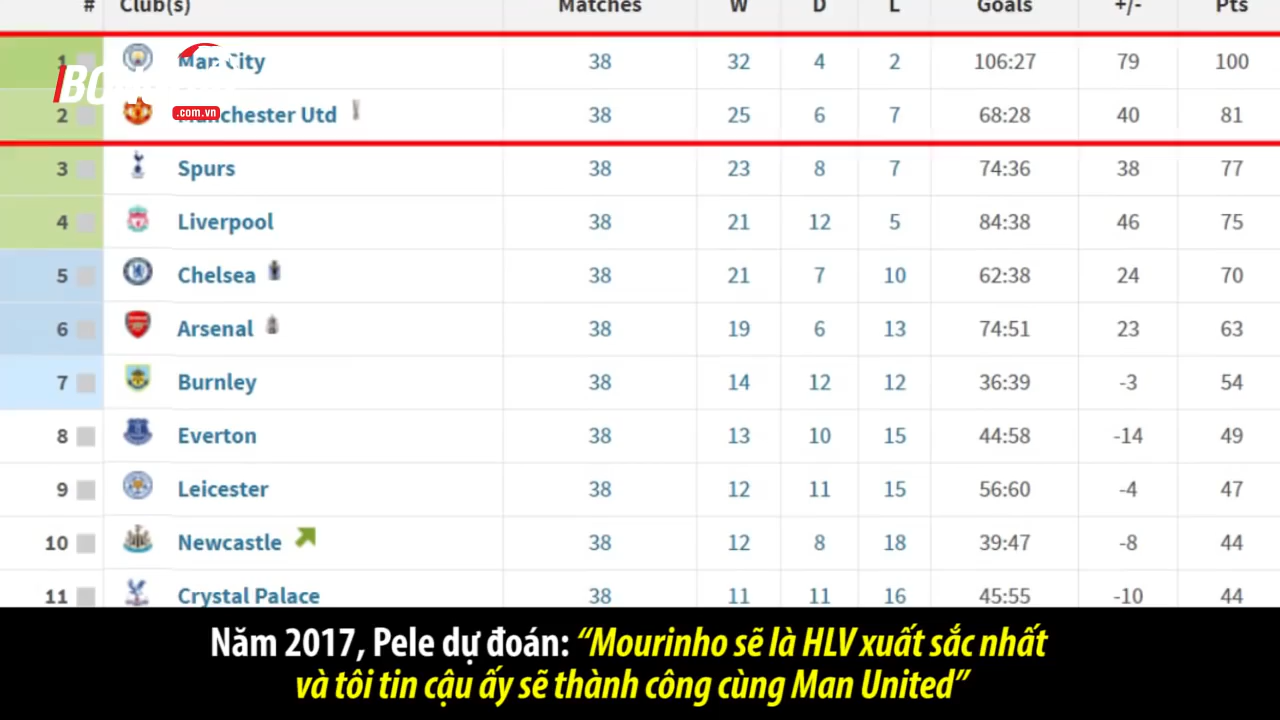 # Club(s) Matches W D L Goals +/- Pts
1 Man City 38 32 4 2 106:27 79 100
2 Manchester Utd 38 25 6 7 68:28 40 81
.com.vn
3 Spurs 38 23 8 7 74:36 38 77
4 Liverpool 38 21 12 5 84:38 46 75
5 Chelsea 38 21 7 10 62:38 24 70
6 Arsenal 38 19 6 13 74:51 23 63
7 Burnley 38 14 12 12 36:39 -3 54
8 Everton 38 13 10 15 44:58 -14 49
9 Leicester 38 12 11 15 56:60 -4 47
10 Newcastle 38 12 8 18 39:47 -8 44
11 Crystal Palace 38 11 11 16 45:55 -10 44
Năm 2017, Pele dự đoán: “Mourinho sẽ là HLV xuất sắc nhất
và tôi tin cậu ấy sẽ thành công cùng Man United”